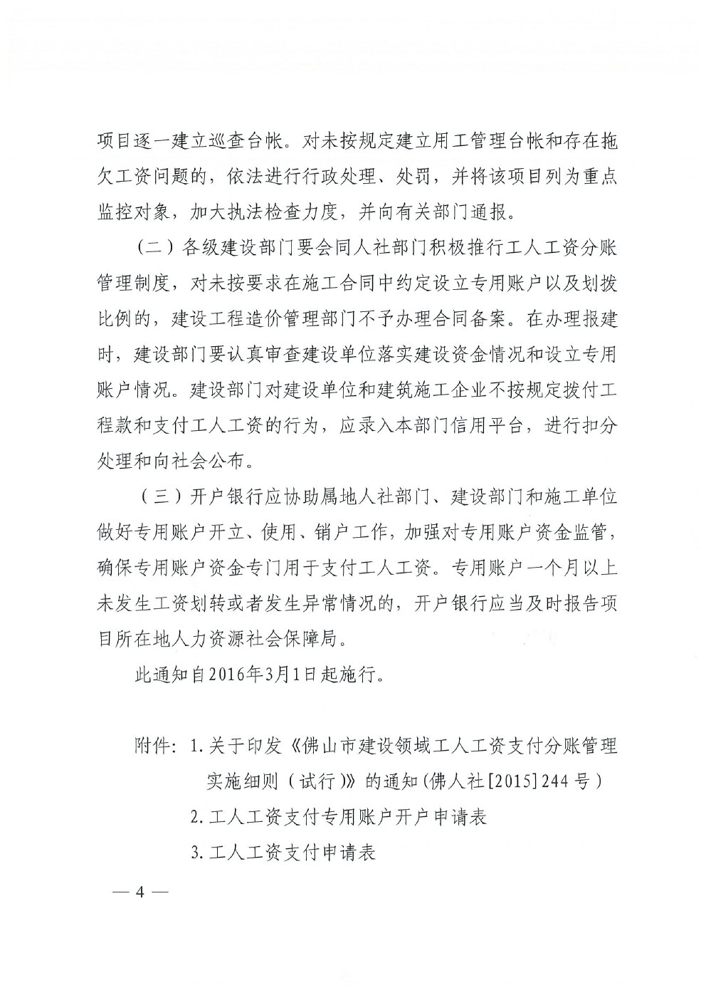 项目逐一建立巡查台帐。对未按规定建立用工管理台帐和存在拖
欠工资问题的，依法进行行政处理、处罚，并将该项目列为重点
监控对象，加大执法检查力度，并向有关部门通报。
（二）各级建设部门要会同人社部门积极推行工人工资分账
管理制度，对未按要求在施工合同中约定设立专用账户以及划拨
比例的，建设工程造价管理部门不予办理合同备案。在办理报建
时，建设部门要认真审查建设单位落实建设资金情况和设立专用
账户情况。建设部门对建设单位和建筑施工企业不按规定拨付工
程款和支付工人工资的行为，应录入本部门信用平台，进行扣分
处理和向社会公布。
（三）开户银行应协助属地人社部门、建设部门和施工单位
做好专用账户开立、使用、销户工作，加强对专用账户资金监管，
确保专用账户资金专门用于支付工人工资。专用账户一个月以上
未发生工资划转或者发生异常情况的，开户银行应当及时报告项
目所在地人力资源社会保障局。
此通知自2016年3月1日起施行。
附件：1.关于印发《佛山市建设领域工人工资支付分账管理
实施细则（试行）》的通知(佛人社[2015]244号)
2.工人工资支付专用账户开户申请表
3.工人工资支付申请表
— 4 —